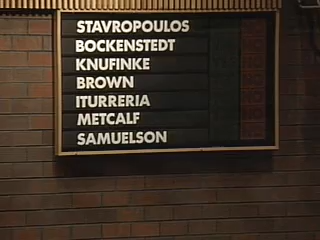 STAVROPOULOS
BOCKENSTEDT
KNUFINKE
BROWN
ITURRERIA
METCALF
SAMUELSON